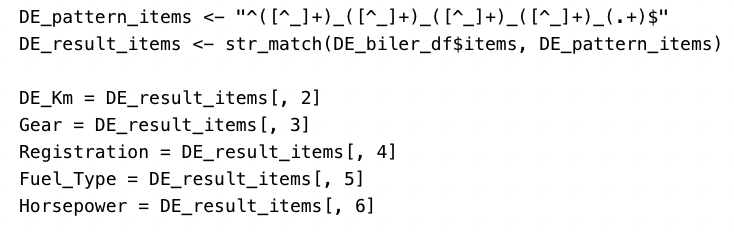 DE_pattern_items <- "^([^_]+)_([^_]+)_([^_]+)_([^_]+)_(.+)$"
DE_result_items <- str_match(DE_biler_df$items, DE_pattern_items)
DE_Km = DE_result_items[, 2]
Gear = DE_result_items[, 3]
Registration = DE_result_items[, 4]
Fuel_Type = DE_result_items[, 5]
Horsepower = DE_result_items[, 6]